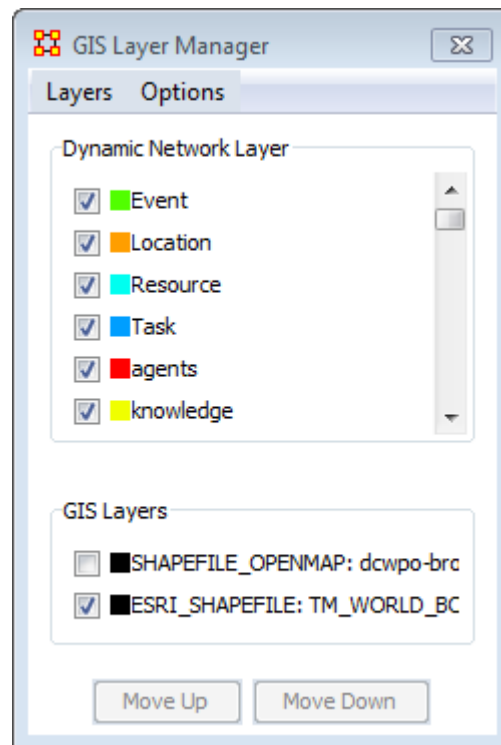 GIS Layer Manager
Layers Options
Dynamic Network Layer
Event
Location
Resource
Task
agents
knowledge
GIS Layers
SHAPEFILE_OPENMAP: dcwpo-bro
ESRI_SHAPEFILE: TM_WORLD_BC
Move Up Move Down